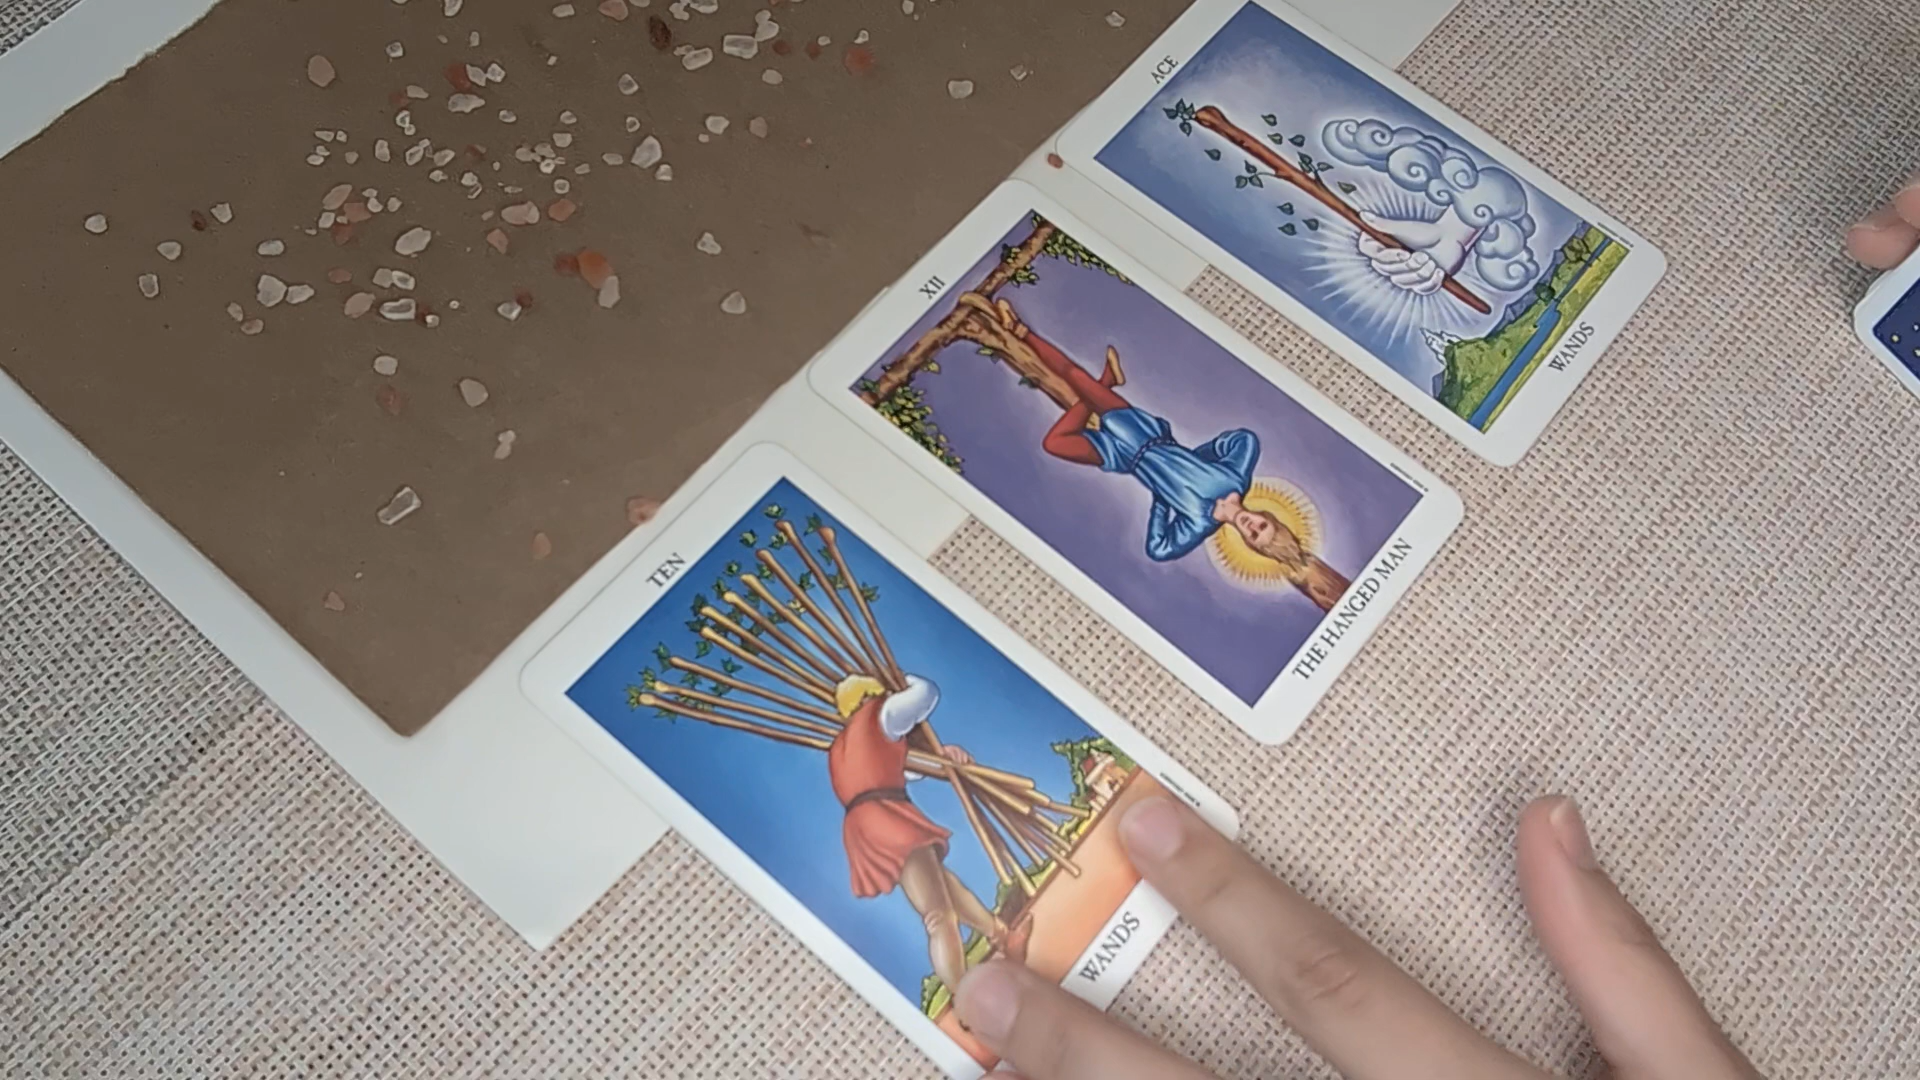 TEN
WANDS
XII
THE HANGED MAN
ACE
WANDS